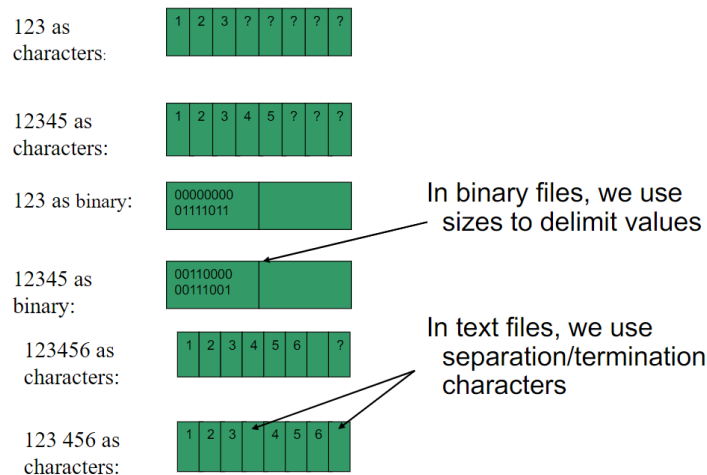 123 as
characters:
1 2 3 ? ? ? ? ?
12345 as
characters:
1 2 3 4 5 ? ? ?
123 as binary:
00000000
01111011
In binary files, we use
sizes to delimit values
12345 as
binary:
00110000
00111001
In text files, we use
separation/termination
characters
123456 as
characters:
1 2 3 4 5 6 ?
123 456 as
characters:
1 2 3 4 5 6